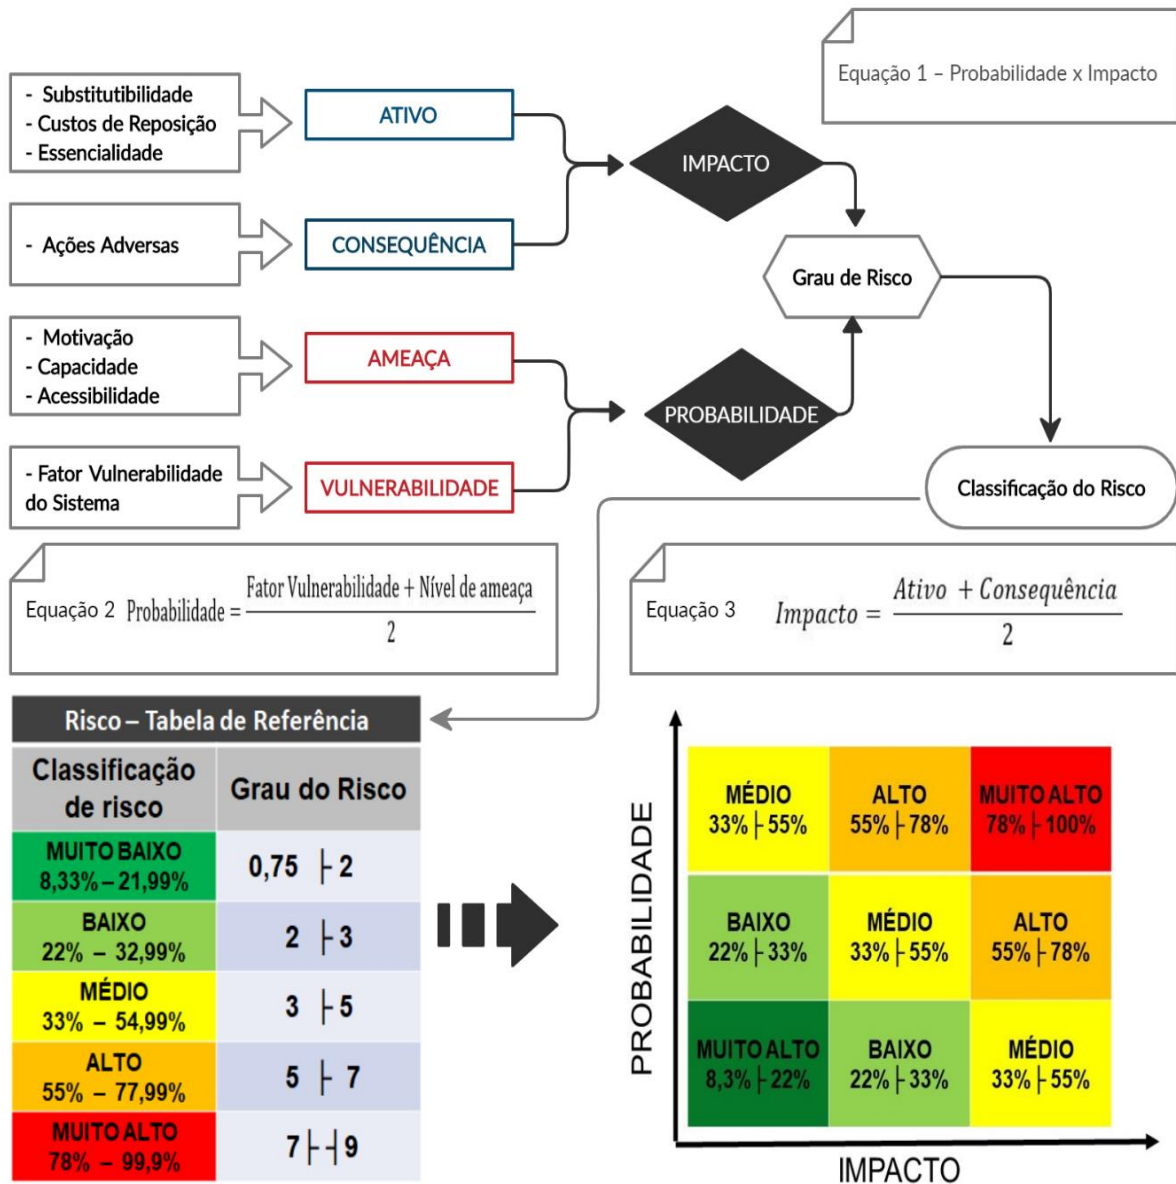 Equação 1 – Probabilidade x Impacto
- Substitutibilidade
- Custos de Reposição
- Essencialidade
ATIVO
IMPACTO
- Ações Adversas
CONSEQUÊNCIA
Grau de Risco
- Motivação
- Capacidade
- Acessibilidade
AMEAÇA
PROBABILIDADE
- Fator Vulnerabilidade
do Sistema
VULNERABILIDADE
Classificação do Risco
Equação 2 Probabilidade = (Fator Vulnerabilidade + Nível de ameaça) / 2
Equação 3 Impacto = (Ativo + Consequência) / 2
Risco – Tabela de Referência
Classificação
de risco
Grau do Risco
MUITO BAIXO
8,33% – 21,99%
0,75 ├ 2
BAIXO
22% – 32,99%
2 ├ 3
MÉDIO
33% – 54,99%
3 ├ 5
ALTO
55% – 77,99%
5 ├ 7
MUITO ALTO
78% – 99,9%
7 ├┤ 9
PROBABILIDADE
MÉDIO
33% ├ 55%
ALTO
55% ├ 78%
MUITO ALTO
78% ├ 100%
BAIXO
22% ├ 33%
MÉDIO
33% ├ 55%
ALTO
55% ├ 78%
MUITO ALTO
8,3% ├ 22%
BAIXO
22% ├ 33%
MÉDIO
33% ├ 55%
IMPACTO